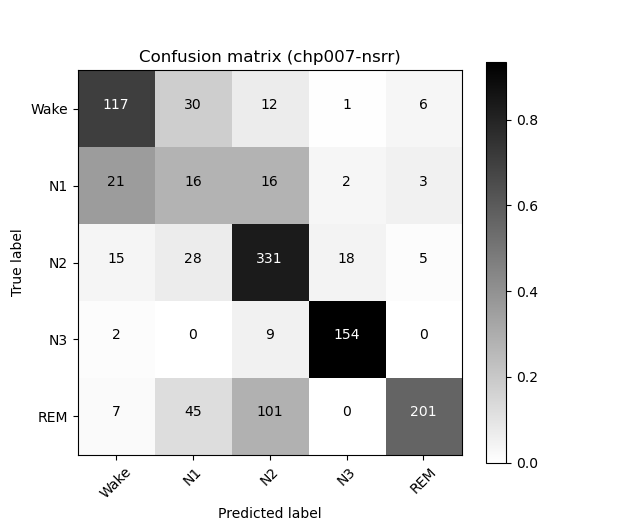 Confusion matrix (chp007-nsrr)
True label
Wake 117 30 12 1 6
N1 21 16 16 2 3
N2 15 28 331 18 5
N3 2 0 9 154 0
REM 7 45 101 0 201
Wake N1 N2 N3 REM
Predicted label
0.8
0.6
0.4
0.2
0.0